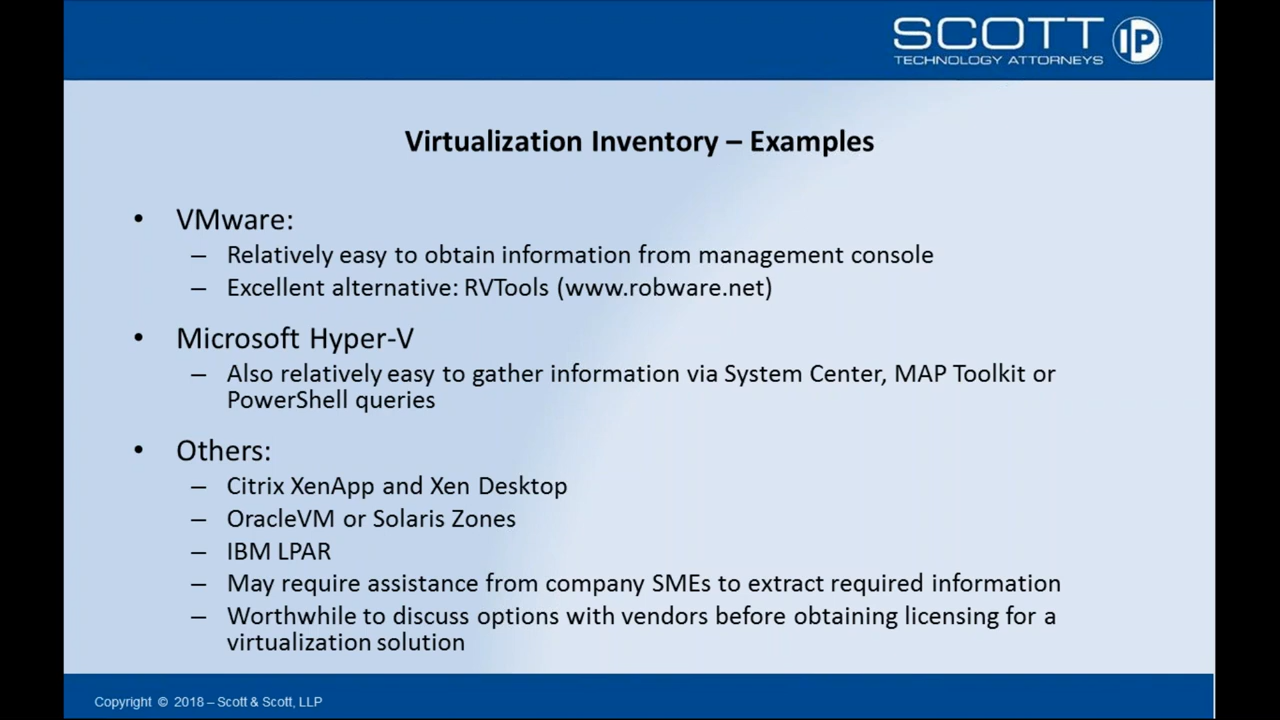 SCOTT IP
TECHNOLOGY ATTORNEYS
Virtualization Inventory – Examples
• VMware:
– Relatively easy to obtain information from management console
– Excellent alternative: RVTools (www.robware.net)
• Microsoft Hyper-V
– Also relatively easy to gather information via System Center, MAP Toolkit or
PowerShell queries
• Others:
– Citrix XenApp and Xen Desktop
– OracleVM or Solaris Zones
– IBM LPAR
– May require assistance from company SMEs to extract required information
– Worthwhile to discuss options with vendors before obtaining licensing for a
virtualization solution
Copyright © 2018 – Scott & Scott, LLP